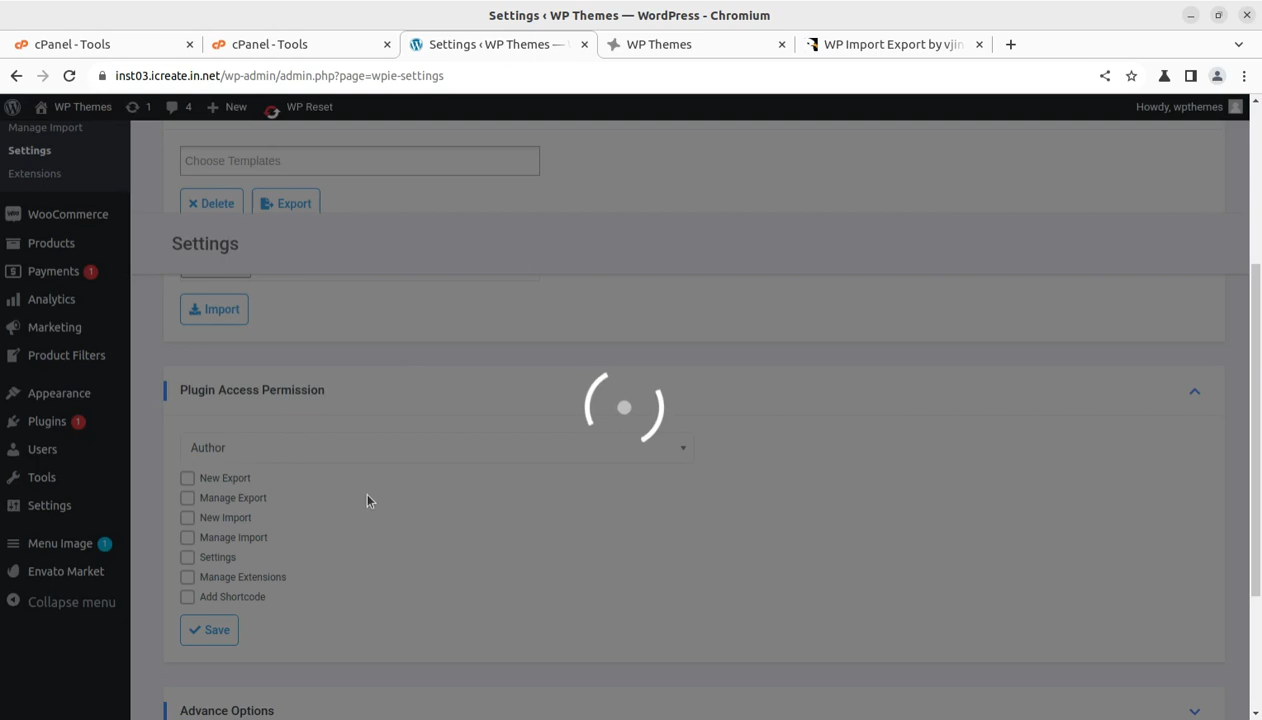 Settings ‹ WP Themes — WordPress - Chromium
cPanel - Tools
cPanel - Tools
Settings ‹ WP Themes —
WP Themes
WP Import Export by vjin
inst03.icreate.in.net/wp-admin/admin.php?page=wpie-settings
WP Themes
1
4
New
WP Reset
Howdy, wpthemes
Manage Import
Settings
Extensions
WooCommerce
Products
Payments 1
Analytics
Marketing
Product Filters
Appearance
Plugins 1
Users
Tools
Settings
Menu Image 1
Envato Market
Collapse menu
Choose Templates
Delete
Export
Settings
Import
Plugin Access Permission
Author
New Export
Manage Export
New Import
Manage Import
Settings
Manage Extensions
Add Shortcode
Save
Advance Options